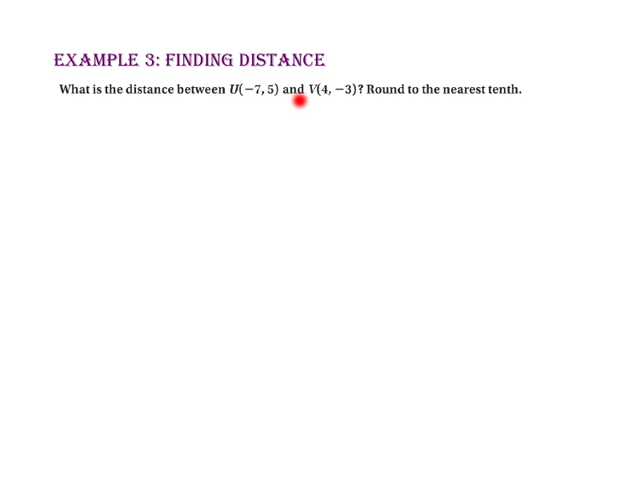 EXAMPLE 3: FINDING DISTANCE
What is the distance between U(−7, 5) and V(4, −3)? Round to the nearest tenth.